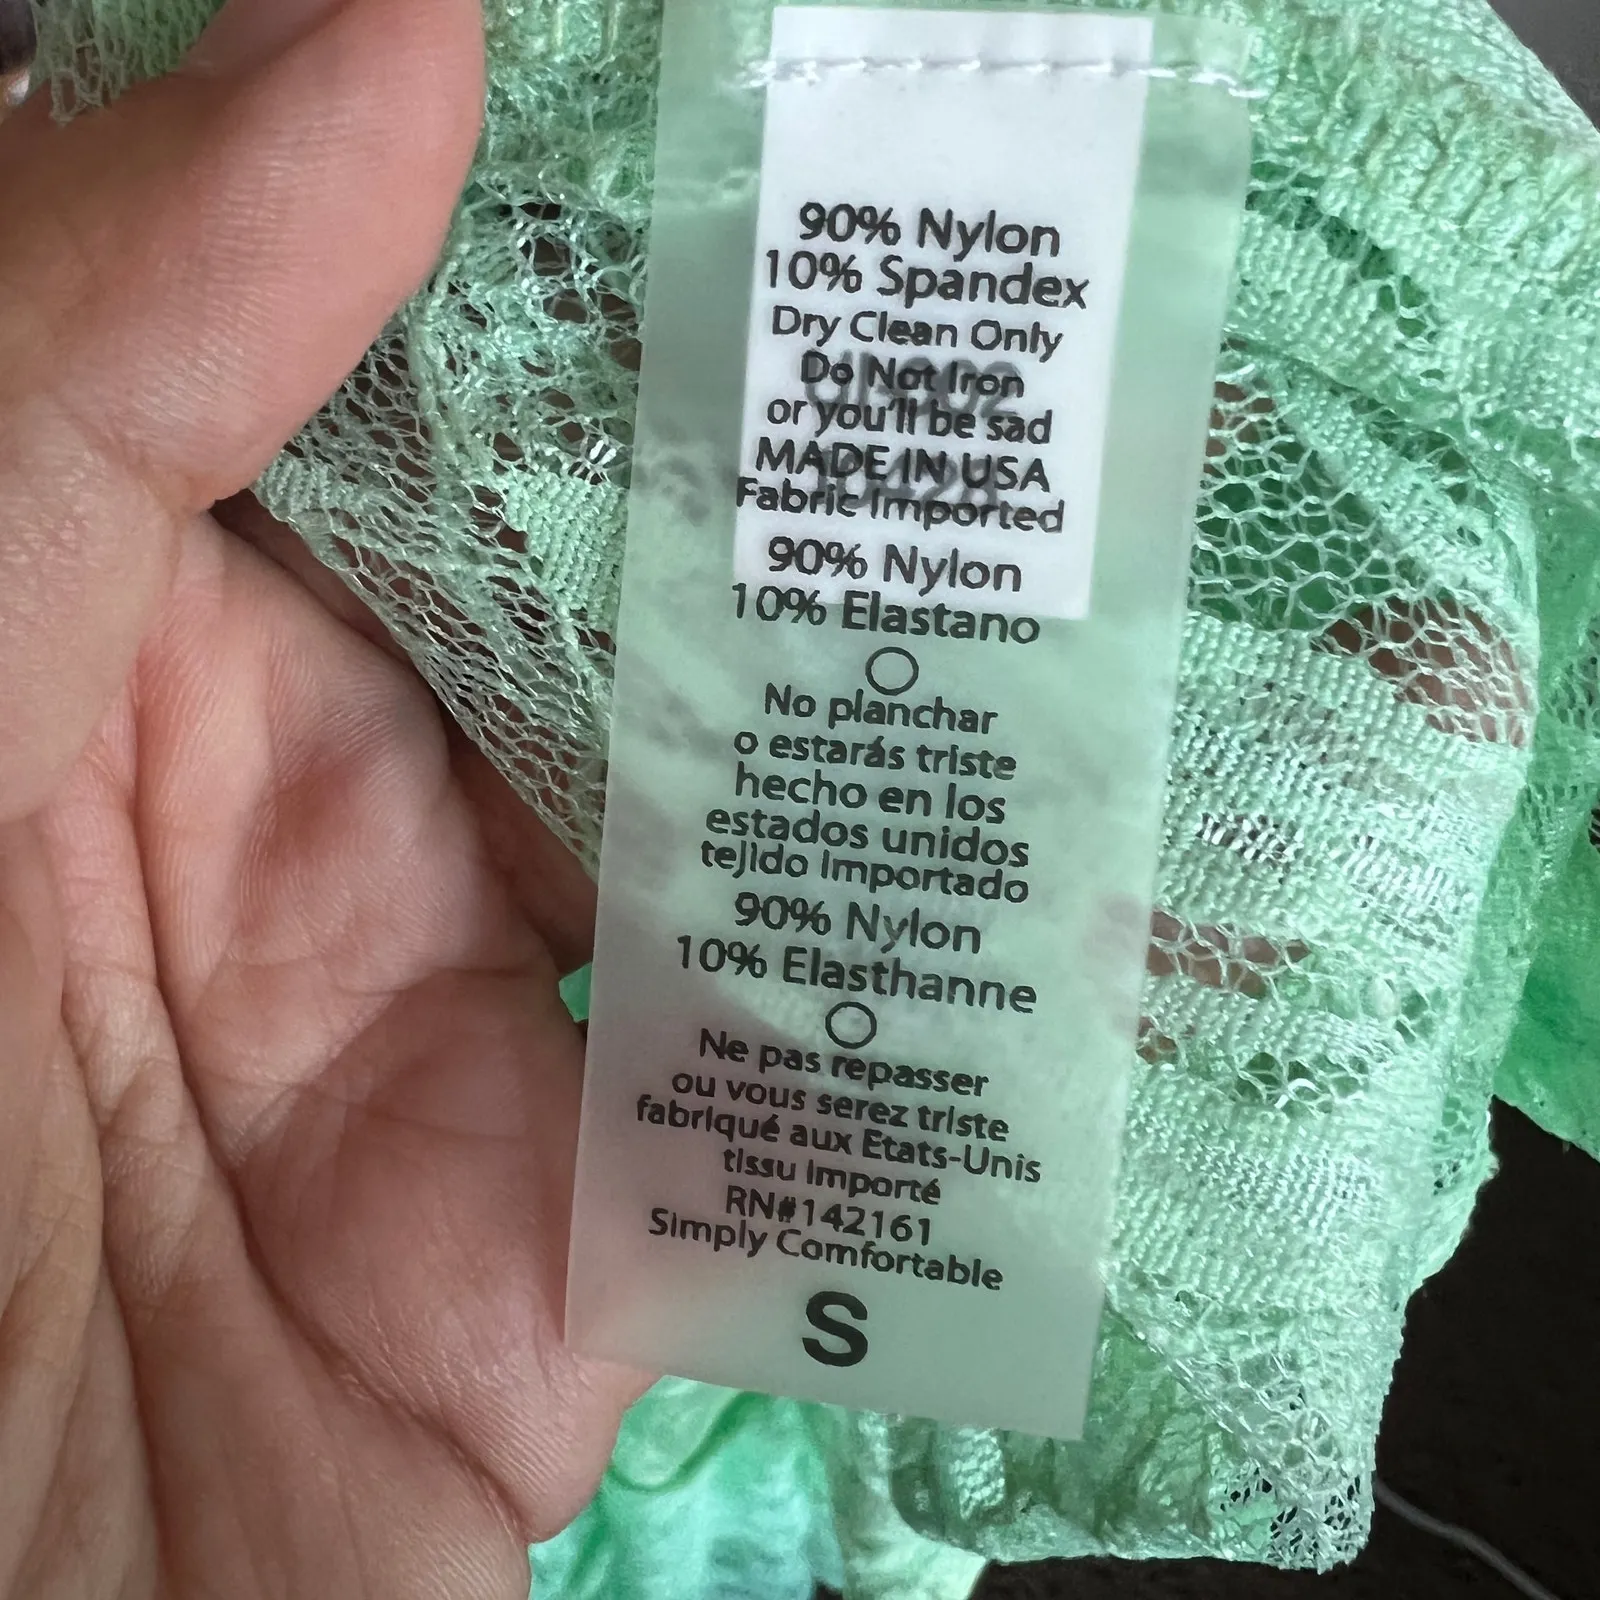 90% Nylon
10% Spandex
Dry Clean Only
Do Not Iron
or you'll be sad
MADE IN USA
Fabric Imported
90% Nylon
10% Elastano
No planchar
o estarás triste
hecho en los
estados unidos
tejido importado
90% Nylon
10% Elasthanne
Ne pas repasser
ou vous serez triste
fabriqué aux Etats-Unis
tissu importé
RN#142161
Simply Comfortable
S